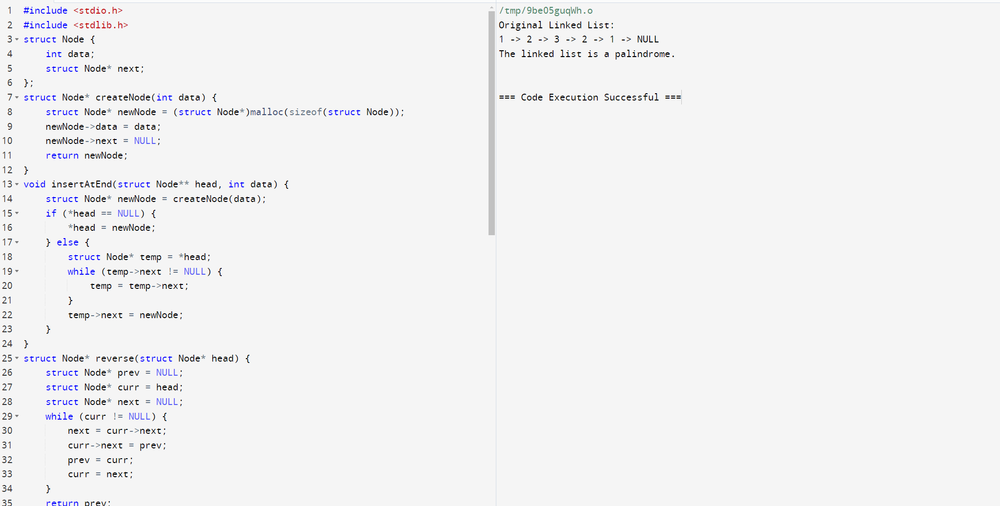 1 #include <stdio.h>
2 #include <stdlib.h>
3 struct Node {
4     int data;
5     struct Node* next;
6 };
7 struct Node* createNode(int data) {
8     struct Node* newNode = (struct Node*)malloc(sizeof(struct Node));
9     newNode->data = data;
10     newNode->next = NULL;
11     return newNode;
12 }
13 void insertAtEnd(struct Node** head, int data) {
14     struct Node* newNode = createNode(data);
15     if (*head == NULL) {
16         *head = newNode;
17     } else {
18         struct Node* temp = *head;
19         while (temp->next != NULL) {
20             temp = temp->next;
21         }
22         temp->next = newNode;
23     }
24 }
25 struct Node* reverse(struct Node* head) {
26     struct Node* prev = NULL;
27     struct Node* curr = head;
28     struct Node* next = NULL;
29     while (curr != NULL) {
30         next = curr->next;
31         curr->next = prev;
32         prev = curr;
33         curr = next;
34     }
35     return prev;
/tmp/9be05guqWh.o
Original Linked List:
1 -> 2 -> 3 -> 2 -> 1 -> NULL
The linked list is a palindrome.
=== Code Execution Successful ===